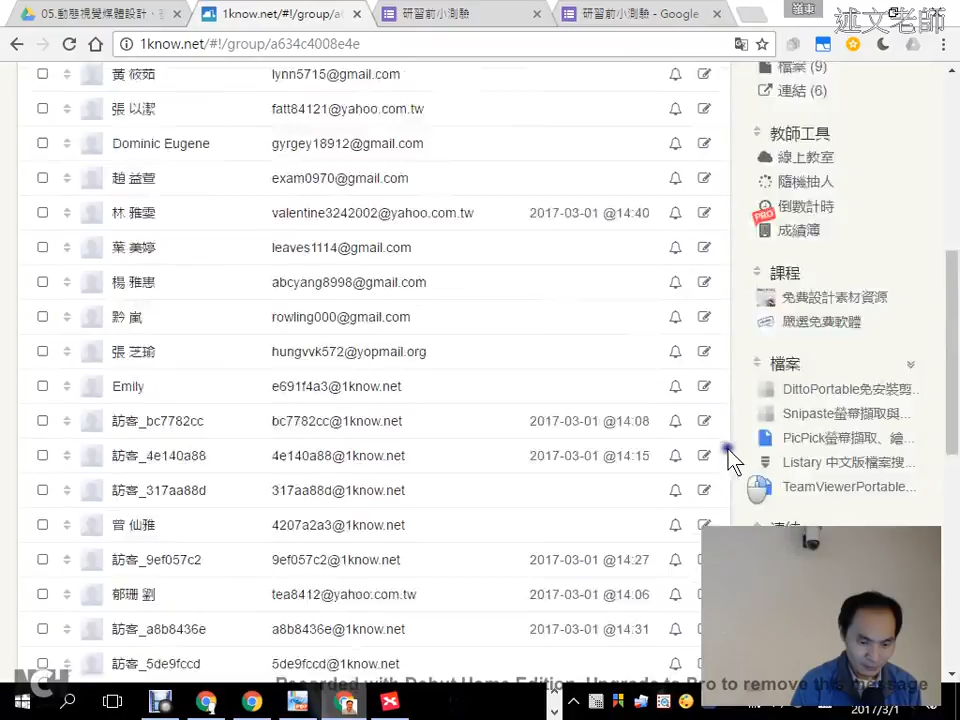 05.動態視覺媒體設計、
1know.net/#!/group/a
研習前小測驗
研習前小測驗 - Google
述文老師
1know.net/#!/group/a634c4008e4e
黃 筱茹 lynn5715@gmail.com
張 以潔 fatt84121@yahoo.com.tw
Dominic Eugene gyrgey18912@gmail.com
趙 益萱 exam0970@gmail.com
林 雅雯 valentine3242002@yahoo.com.tw 2017-03-01 @14:40
葉 美婷 leaves1114@gmail.com
楊 雅惠 abcyang8998@gmail.com
黔 嵐 rowling000@gmail.com
張 芝瑜 hungvvk572@yopmail.org
Emily e691f4a3@1know.net
訪客_bc7782cc bc7782cc@1know.net 2017-03-01 @14:08
訪客_4e140a88 4e140a88@1know.net 2017-03-01 @14:15
訪客_317aa88d 317aa88d@1know.net
曾 仙雅 4207a2a3@1know.net
訪客_9ef057c2 9ef057c2@1know.net 2017-03-01 @14:27
郁珊 劉 tea8412@yahoo.com.tw 2017-03-01 @14:06
訪客_a8b8436e a8b8436e@1know.net 2017-03-01 @14:31
訪客_5de9fccd 5de9fccd@1know.net
檔案 (9)
連結 (6)
教師工具
線上教室
隨機抽人
倒數計時
PRO
成績簿
課程
免費設計素材資源
嚴選免費軟體
檔案
DittoPortable免安裝剪...
Snipaste螢幕擷取與...
PicPick螢幕擷取、繪...
Listary 中文版檔案搜...
TeamViewerPortable...
連結
NCH
Recorded with Debut Home Edition. Upgrade to Pro to remove this message
2017/3/1